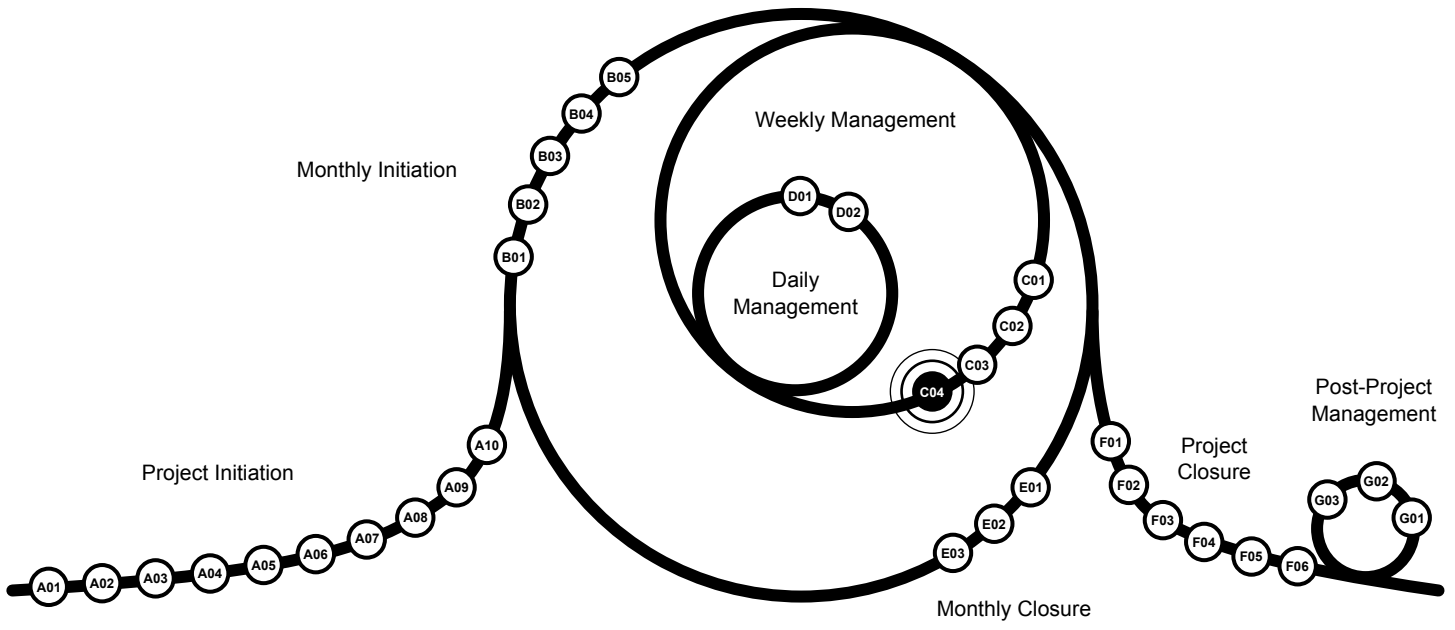 Monthly Initiation
Weekly Management
Daily
Management
Project Initiation
Monthly Closure
Project
Closure
Post-Project
Management
A01
A02
A03
A04
A05
A06
A07
A08
A09
A10
B01
B02
B03
B04
B05
C01
C02
C03
C04
D01
D02
E01
E02
E03
F01
F02
F03
F04
F05
F06
G01
G02
G03